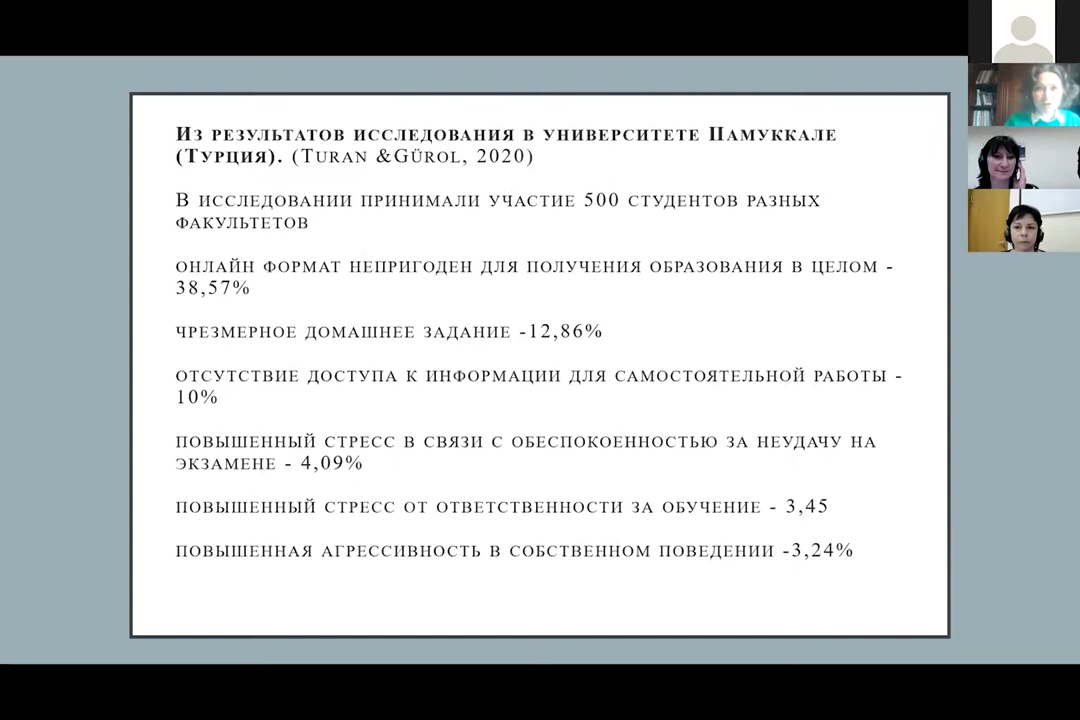 Из результатов исследования в университете Памуккале
(Турция). (Turan &Gürol, 2020)
В исследовании принимали участие 500 студентов разных
факультетов
онлайн формат непригоден для получения образования в целом -
38,57%
чрезмерное домашнее задание -12,86%
отсутствие доступа к информации для самостоятельной работы -
10%
повышенный стресс в связи с обеспокоенностью за неудачу на
экзамене - 4,09%
повышенный стресс от ответственности за обучение - 3,45
повышенная агрессивность в собственном поведении -3,24%